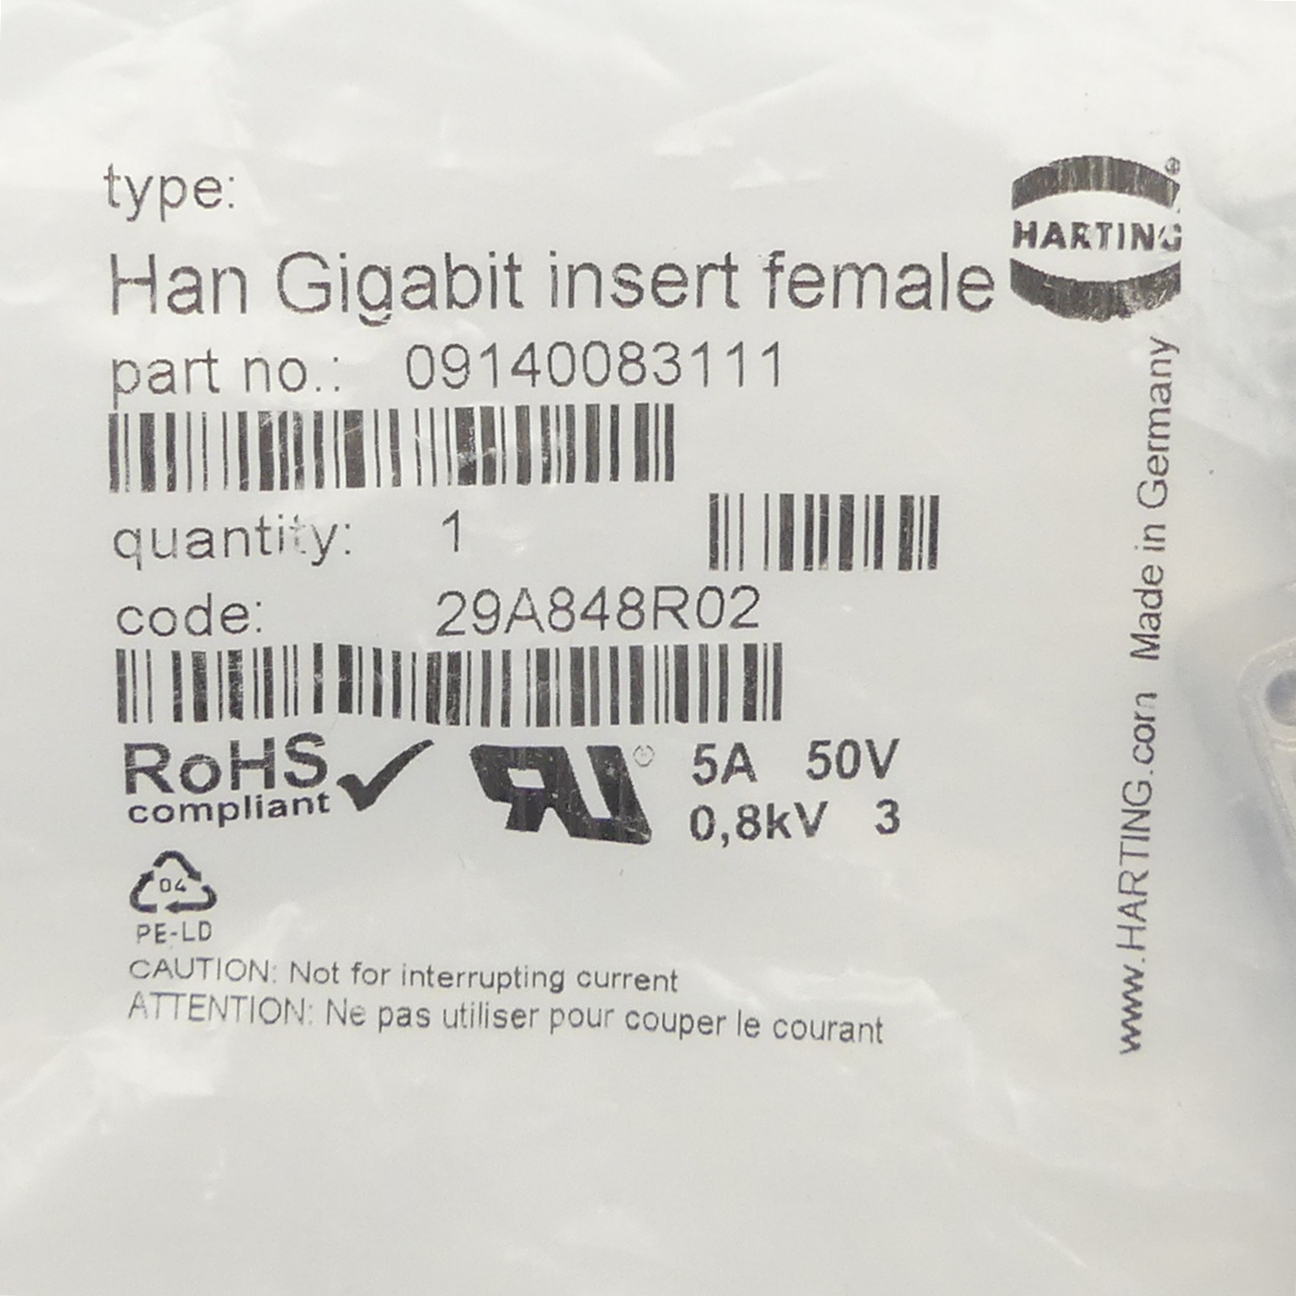 type:
Han Gigabit insert female
part no.: 09140083111
quantity: 1
code: 29A848R02
RoHS
compliant
5A 50V
0,8kV 3
04
PE-LD
CAUTION: Not for interrupting current
ATTENTION: Ne pas utiliser pour couper le courant
HARTING
www.HARTING.com Made in Germany